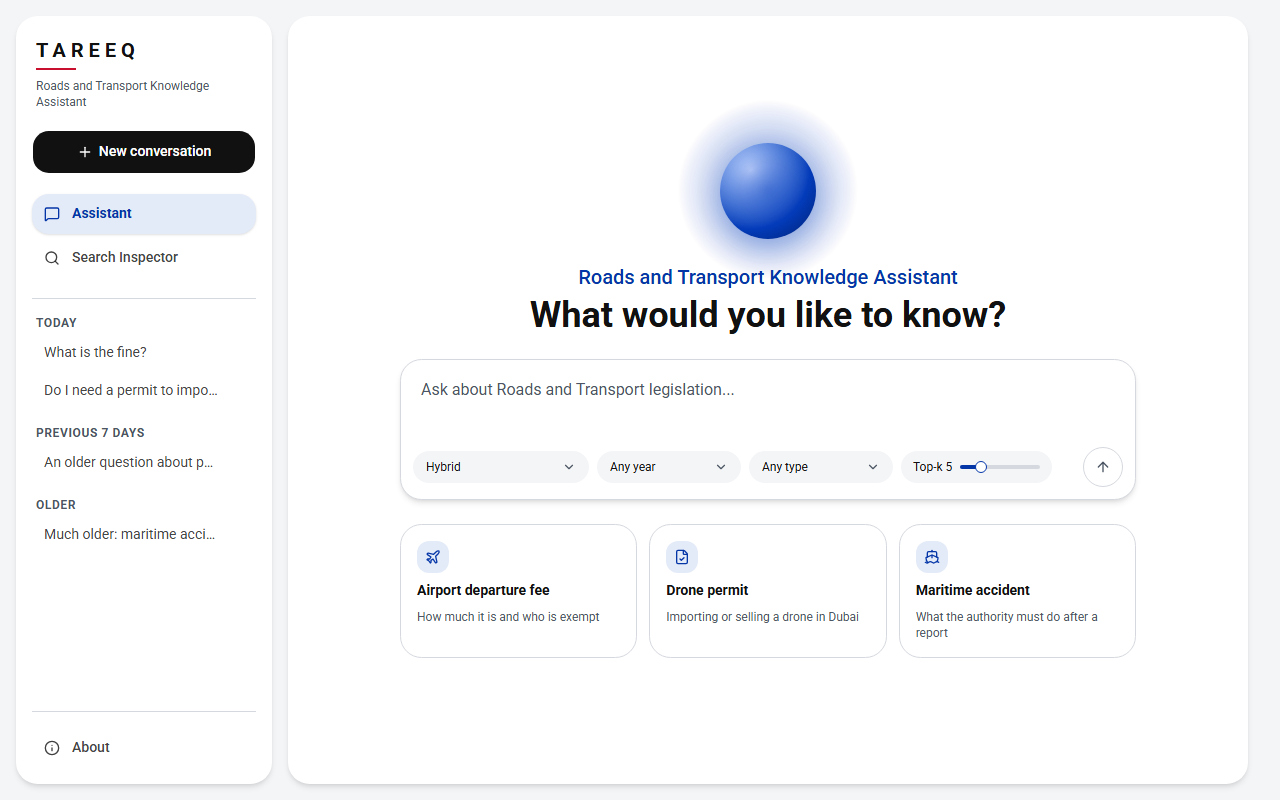 TAREEQ
Roads and Transport Knowledge
Assistant
New conversation
Assistant
Search Inspector
TODAY
What is the fine?
Do I need a permit to impo…
PREVIOUS 7 DAYS
An older question about p…
OLDER
Much older: maritime acci…
About
Roads and Transport Knowledge Assistant
What would you like to know?
Ask about Roads and Transport legislation...
Hybrid
Any year
Any type
Top-k 5
Airport departure fee
How much it is and who is exempt
Drone permit
Importing or selling a drone in Dubai
Maritime accident
What the authority must do after a
report